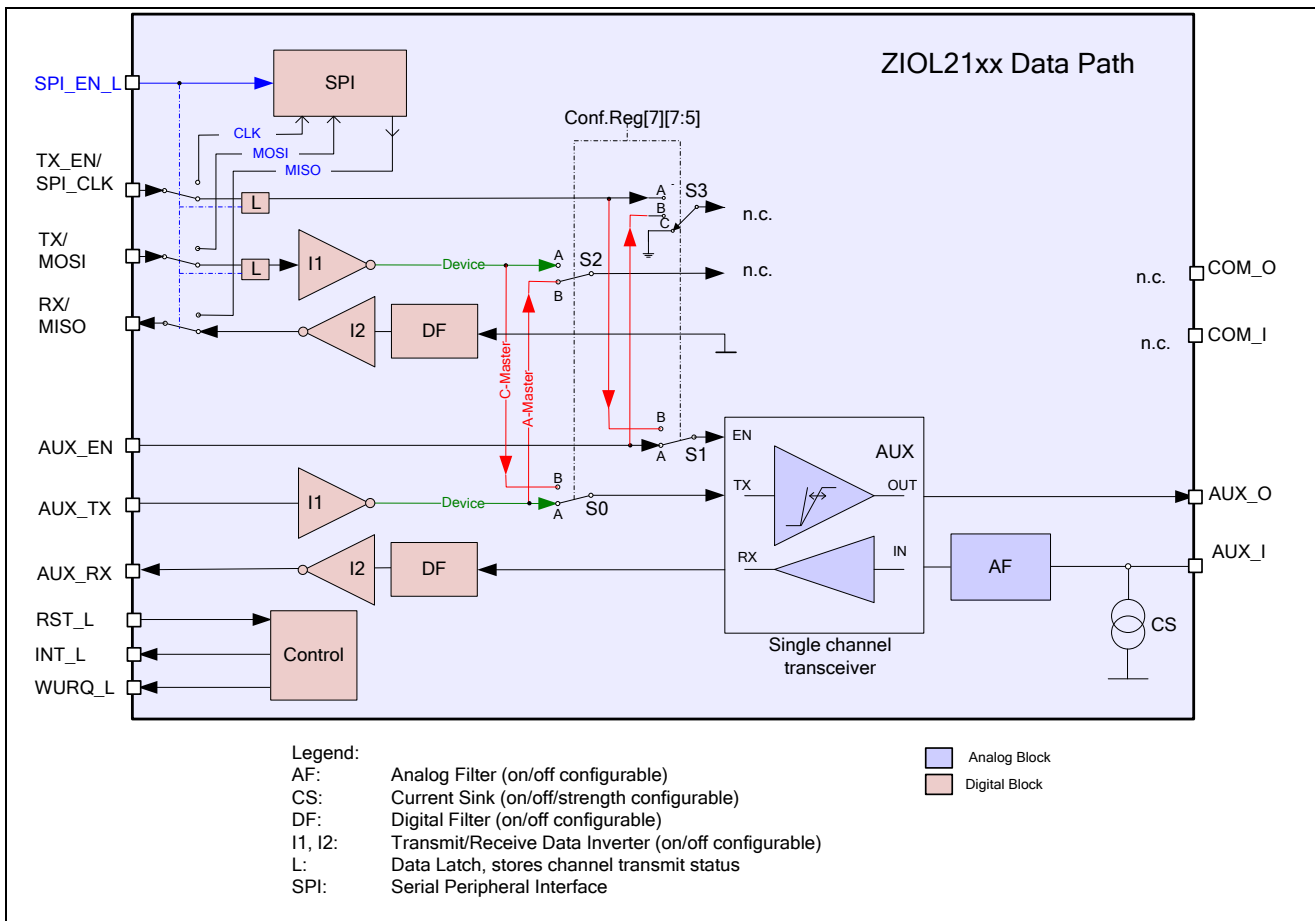 ZIOL21xx Data Path
SPI_EN_L
SPI
Conf.Reg[7][7:5]
CLK
MOSI
MISO
TX_EN/
SPI_CLK
L
A
B
C
S3
n.c.
TX/
MOSI
L
I1
Device
A
B
S2
n.c.
n.c.
COM_O
RX/
MISO
I2
DF
n.c.
COM_I
C-Master
A-Master
AUX_EN
B
A
S1
EN
AUX
AUX_TX
I1
Device
B
A
S0
TX
OUT
AUX_O
AUX_RX
I2
DF
RX
IN
AF
AUX_I
CS
RST_L
INT_L
WURQ_L
Control
Single channel
transceiver
Legend:
AF: Analog Filter (on/off configurable)
CS: Current Sink (on/off/strength configurable)
DF: Digital Filter (on/off configurable)
I1, I2: Transmit/Receive Data Inverter (on/off configurable)
L: Data Latch, stores channel transmit status
SPI: Serial Peripheral Interface
Analog Block
Digital Block